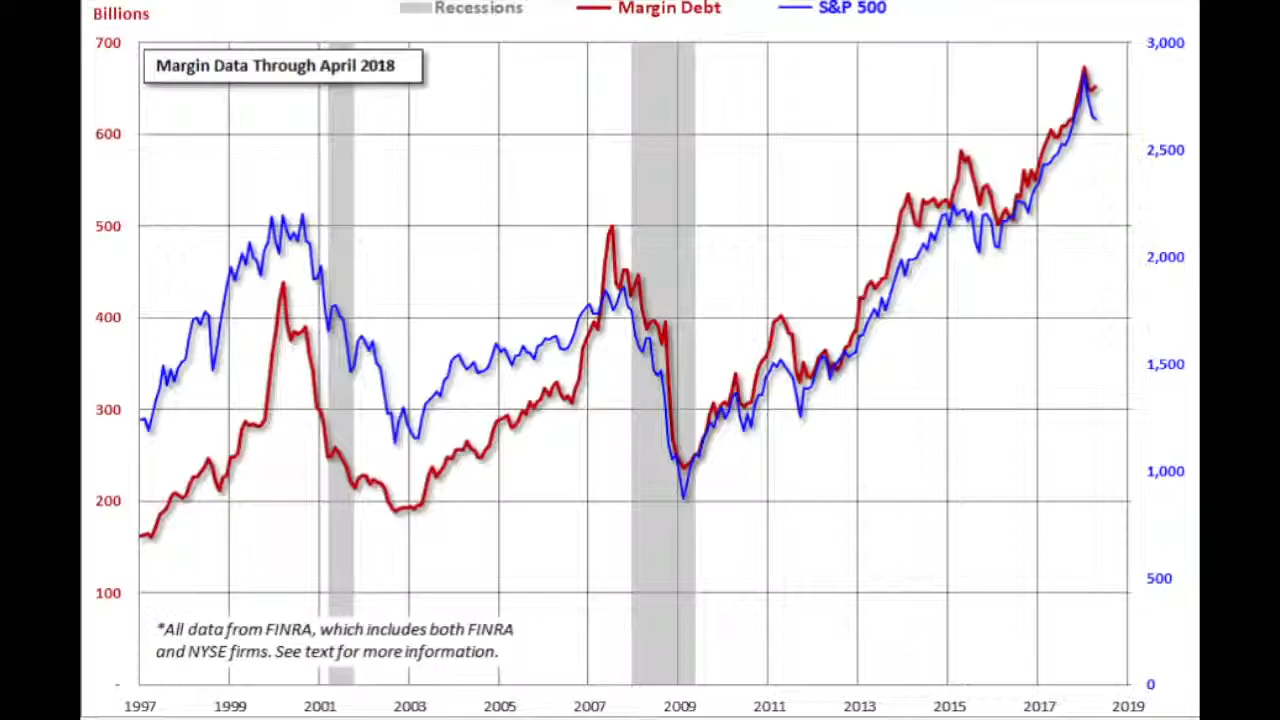 Billions
Recessions
Margin Debt
S&P 500
700
3,000
Margin Data Through April 2018
600
2,500
500
2,000
400
1,500
300
1,000
200
500
100
*All data from FINRA, which includes both FINRA
and NYSE firms. See text for more information.
-
0
1997 1999 2001 2003 2005 2007 2009 2011 2013 2015 2017 2019